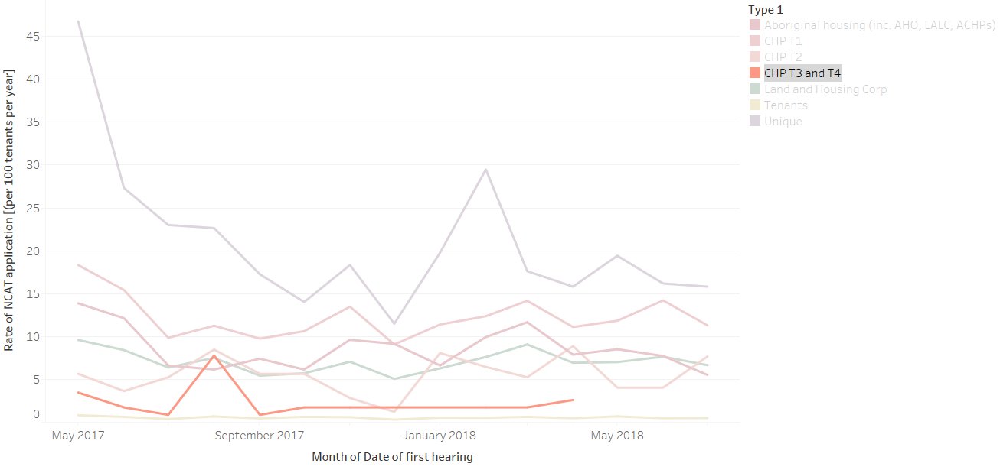 Type 1
Aboriginal housing (inc. AHO, LALC, ACHPs)
CHP T1
CHP T2
CHP T3 and T4
Land and Housing Corp
Tenants
Unique
Rate of NCAT application [(per 100 tenants per year]
45
40
35
30
25
20
15
10
5
0
May 2017
September 2017
January 2018
May 2018
Month of Date of first hearing